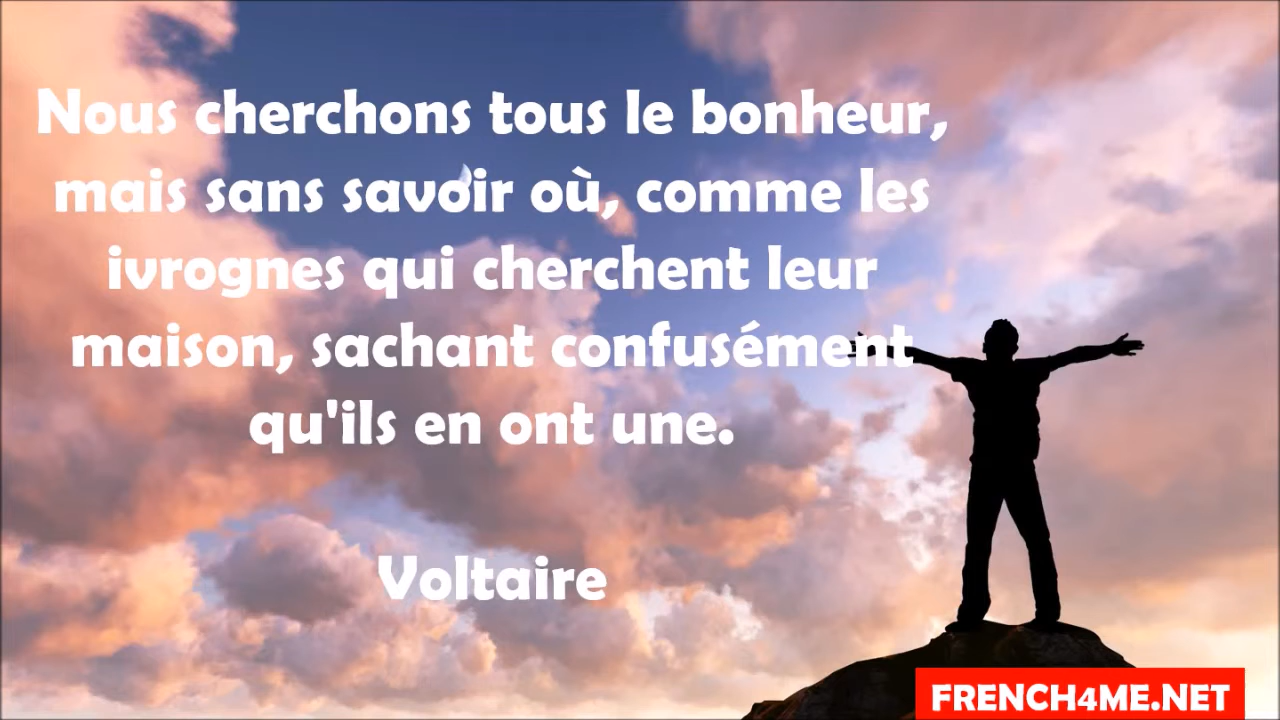 Nous cherchons tous le bonheur,
mais sans savoir où, comme les
ivrognes qui cherchent leur
maison, sachant confusément
qu'ils en ont une.
Voltaire
FRENCH4ME.NET